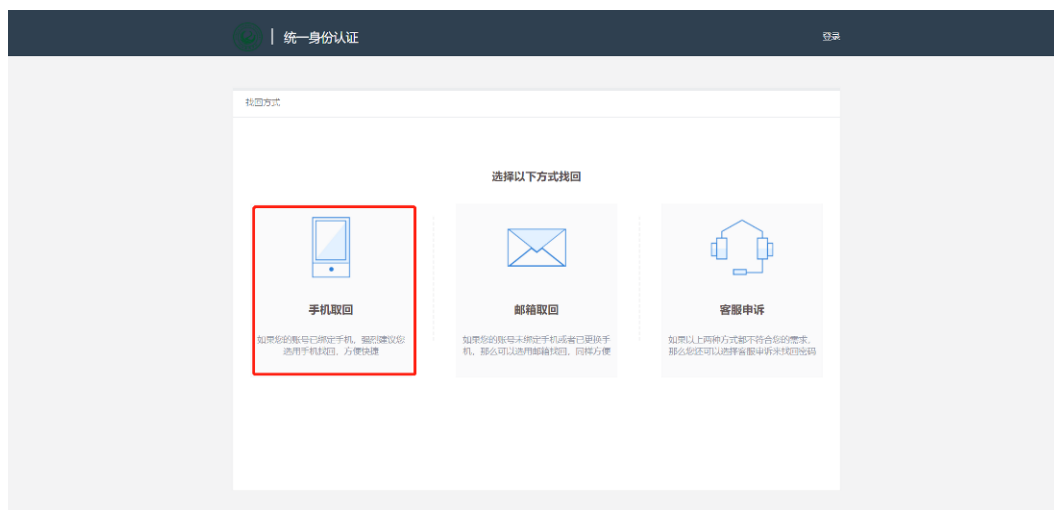 统一身份认证
登录
找回方式
选择以下方式找回
手机取回
如果您的账号已绑定手机，强烈建议您
选用手机找回，方便快捷
邮箱取回
如果您的账号未绑定手机或者已更换手
机，那么可以选用邮箱找回，同样方便
客服申诉
如果以上两种方式都不符合您的需求，
那么您还可以选择客服申诉来找回密码